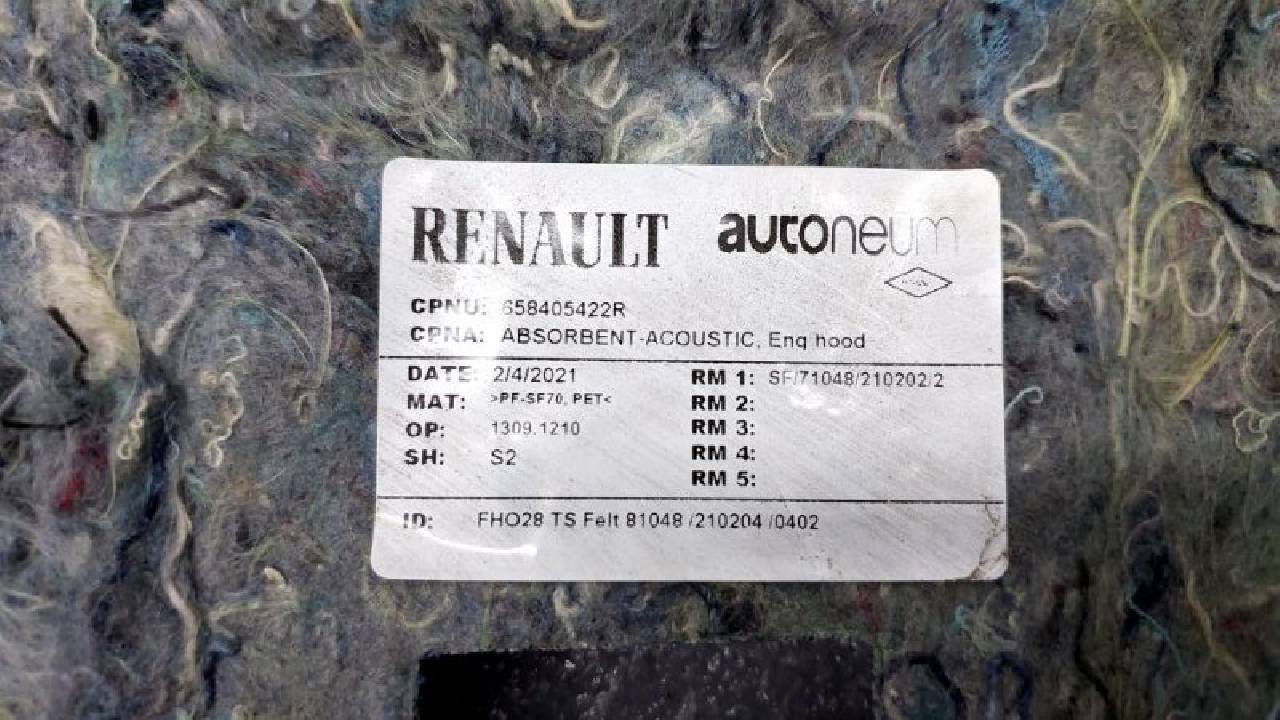 RENAULT autoneum
CPNU: 658405422R
CPNA: ABSORBENT-ACOUSTIC, Eng hood
DATE: 2/4/2021 RM 1: SF/71048/210202/2
MAT: >PF-SF70, PET< RM 2:
OP: 1309.1210 RM 3:
SH: S2 RM 4:
RM 5:
ID: FHO28 TS Felt 81048 /210204 /0402